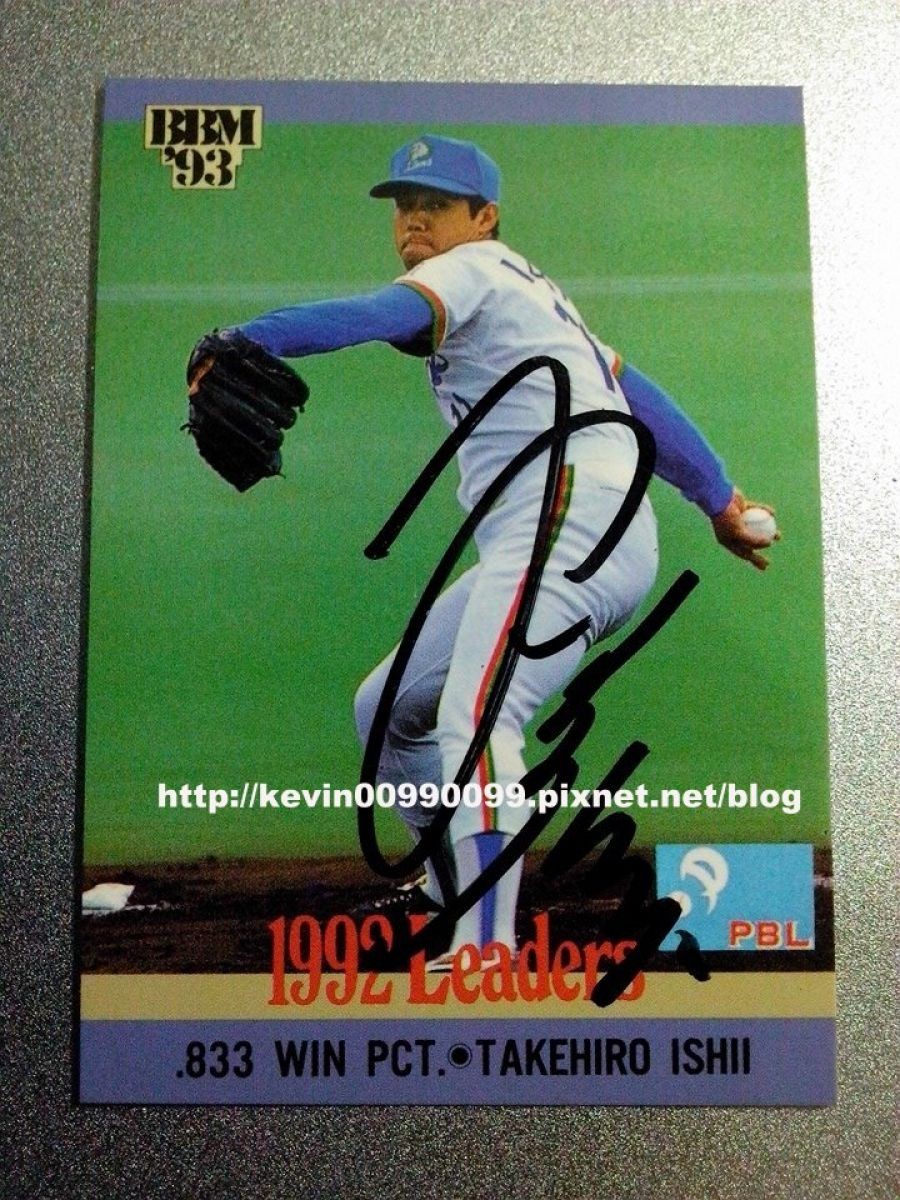 BBM
'93
http://kevin00990099.pixnet.net/blog
PBL
1992 Leaders
.833 WIN PCT.◉TAKEHIRO ISHII